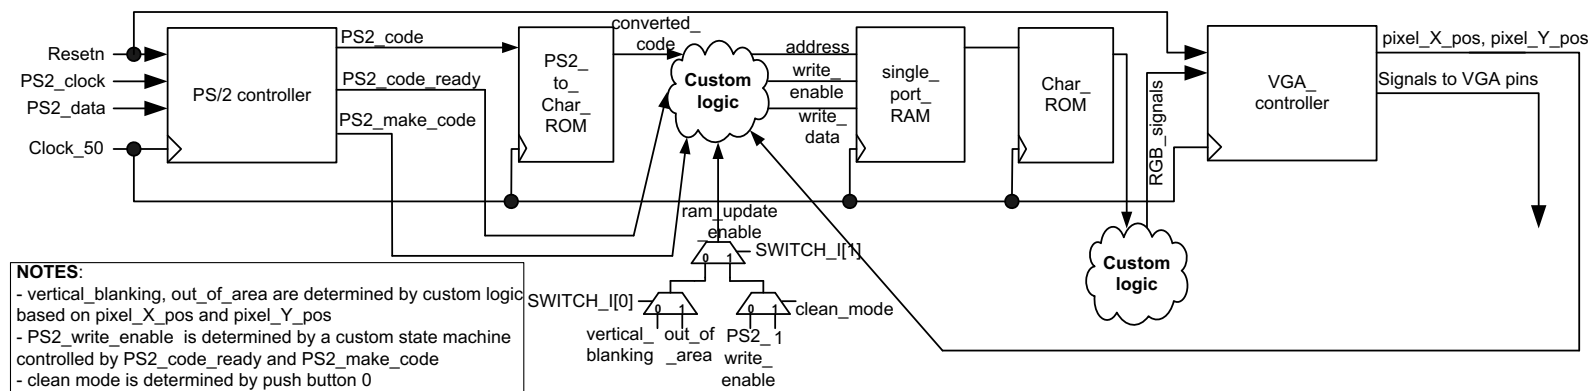 Resetn
PS2_clock
PS2_data
Clock_50
PS/2 controller
PS2_code
PS2_code_ready
PS2_make_code
PS2_
to_
Char_
ROM
converted_
code
Custom
logic
address
write_
enable
write_
data
single_
port_
RAM
Char_
ROM
RGB_signals
VGA_
controller
pixel_X_pos, pixel_Y_pos
Signals to VGA pins
Custom
logic
ram_update
_enable
0 1
SWITCH_I[1]
SWITCH_I[0]
0 1
0 1
clean_mode
vertical_
blanking
out_of
_area
PS2_
write_
enable
1
NOTES:
- vertical_blanking, out_of_area are determined by custom logic
based on pixel_X_pos and pixel_Y_pos
- PS2_write_enable is determined by a custom state machine
controlled by PS2_code_ready and PS2_make_code
- clean mode is determined by push button 0